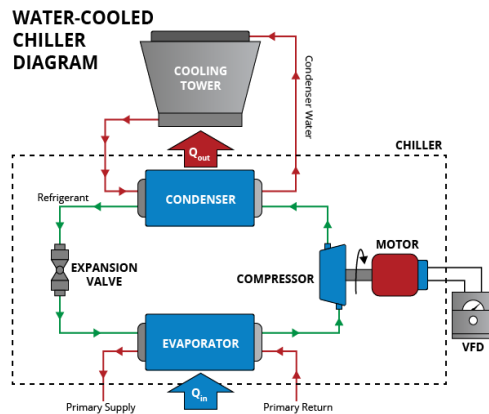 WATER-COOLED
CHILLER
DIAGRAM
COOLING
TOWER
Condenser Water
Qout
CHILLER
Refrigerant
CONDENSER
MOTOR
EXPANSION
VALVE
COMPRESSOR
VFD
EVAPORATOR
Qin
Primary Supply
Primary Return